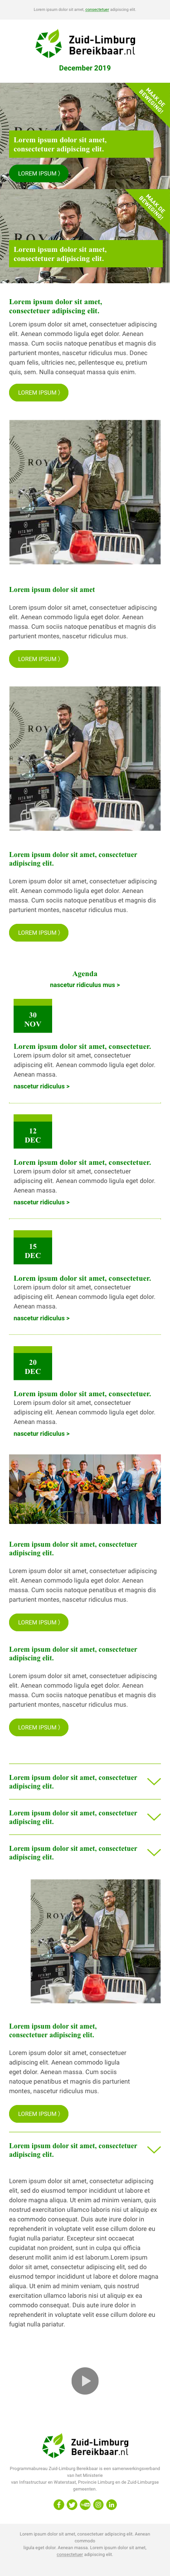 Lorem ipsum dolor sit amet, consectetuer adipiscing elit.
Zuid-Limburg
Bereikbaar.nl
December 2019
MAAK DE
BEWEGING!
Lorem ipsum dolor sit amet,
consectetuer adipiscing elit.
LOREM IPSUM 〉
MAAK DE
BEWEGING!
Lorem ipsum dolor sit amet,
consectetuer adipiscing elit.
Lorem ipsum dolor sit amet,
consectetuer adipiscing elit.
Lorem ipsum dolor sit amet, consectetuer adipiscing
elit. Aenean commodo ligula eget dolor. Aenean
massa. Cum sociis natoque penatibus et magnis dis
parturient montes, nascetur ridiculus mus. Donec
quam felis, ultricies nec, pellentesque eu, pretium
quis, sem. Nulla consequat massa quis enim.
LOREM IPSUM 〉
ROY
Lorem ipsum dolor sit amet
Lorem ipsum dolor sit amet, consectetuer adipiscing
elit. Aenean commodo ligula eget dolor. Aenean
massa. Cum sociis natoque penatibus et magnis dis
parturient montes, nascetur ridiculus mus.
LOREM IPSUM 〉
ROY
Lorem ipsum dolor sit amet, consectetuer
adipiscing elit.
Lorem ipsum dolor sit amet, consectetuer adipiscing
elit. Aenean commodo ligula eget dolor. Aenean
massa. Cum sociis natoque penatibus et magnis dis
parturient montes, nascetur ridiculus mus.
LOREM IPSUM 〉
Agenda
nascetur ridiculus mus >
30
NOV
Lorem ipsum dolor sit amet, consectetuer.
Lorem ipsum dolor sit amet, consectetuer
adipiscing elit. Aenean commodo ligula eget dolor.
Aenean massa.
nascetur ridiculus >
12
DEC
Lorem ipsum dolor sit amet, consectetuer.
Lorem ipsum dolor sit amet, consectetuer
adipiscing elit. Aenean commodo ligula eget dolor.
Aenean massa.
nascetur ridiculus >
15
DEC
Lorem ipsum dolor sit amet, consectetuer.
Lorem ipsum dolor sit amet, consectetuer
adipiscing elit. Aenean commodo ligula eget dolor.
Aenean massa.
nascetur ridiculus >
20
DEC
Lorem ipsum dolor sit amet, consectetuer.
Lorem ipsum dolor sit amet, consectetuer
adipiscing elit. Aenean commodo ligula eget dolor.
Aenean massa.
nascetur ridiculus >
Lorem ipsum dolor sit amet, consectetuer
adipiscing elit.
Lorem ipsum dolor sit amet, consectetuer adipiscing
elit. Aenean commodo ligula eget dolor. Aenean
massa. Cum sociis natoque penatibus et magnis dis
parturient montes, nascetur ridiculus mus.
LOREM IPSUM 〉
Lorem ipsum dolor sit amet, consectetuer
adipiscing elit.
Lorem ipsum dolor sit amet, consectetuer adipiscing
elit. Aenean commodo ligula eget dolor. Aenean
massa. Cum sociis natoque penatibus et magnis dis
parturient montes, nascetur ridiculus mus.
LOREM IPSUM 〉
Lorem ipsum dolor sit amet, consectetuer
adipiscing elit.
Lorem ipsum dolor sit amet, consectetuer
adipiscing elit.
Lorem ipsum dolor sit amet, consectetuer
adipiscing elit.
ROY
Lorem ipsum dolor sit amet,
consectetuer adipiscing elit.
Lorem ipsum dolor sit amet, consectetuer
adipiscing elit. Aenean commodo ligula
eget dolor. Aenean massa. Cum sociis
natoque penatibus et magnis dis parturient
montes, nascetur ridiculus mus.
LOREM IPSUM 〉
Lorem ipsum dolor sit amet, consectetuer
adipiscing elit.
Lorem ipsum dolor sit amet, consectetur adipiscing
elit, sed do eiusmod tempor incididunt ut labore et
dolore magna aliqua. Ut enim ad minim veniam, quis
nostrud exercitation ullamco laboris nisi ut aliquip ex
ea commodo consequat. Duis aute irure dolor in
reprehenderit in voluptate velit esse cillum dolore eu
fugiat nulla pariatur. Excepteur sint occaecat
cupidatat non proident, sunt in culpa qui officia
deserunt mollit anim id est laborum.Lorem ipsum
dolor sit amet, consectetur adipiscing elit, sed do
eiusmod tempor incididunt ut labore et dolore magna
aliqua. Ut enim ad minim veniam, quis nostrud
exercitation ullamco laboris nisi ut aliquip ex ea
commodo consequat. Duis aute irure dolor in
reprehenderit in voluptate velit esse cillum dolore eu
fugiat nulla pariatur.
Zuid-Limburg
Bereikbaar.nl
Programmabureau Zuid-Limburg Bereikbaar is een samenwerkingsverband
van het Ministerie
van Infrastructuur en Waterstaat, Provincie Limburg en de Zuid-Limburgse
gemeenten
Lorem ipsum dolor sit amet, consectetuer adipiscing elit. Aenean
commodo
ligula eget dolor. Aenean massa. Lorem ipsum dolor sit amet,
consectetuer adipiscing elit.